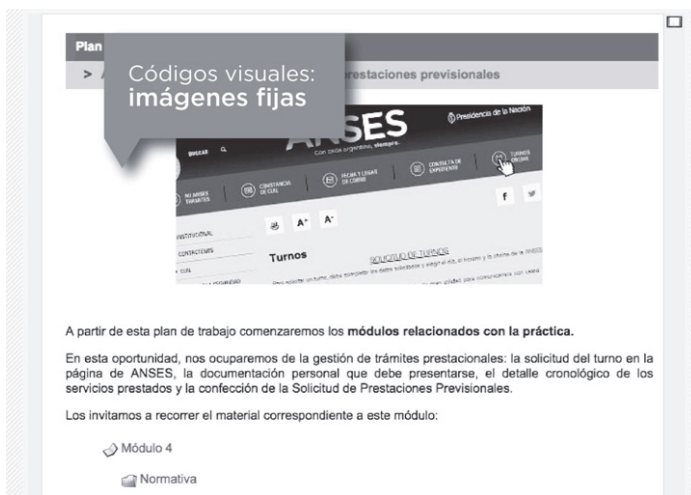 Plan
Códigos visuales:
imágenes fijas
> A
prestaciones previsionales
ANSES
Con cada argentino, siempre.
Presidencia de la Nación
BUSCAR
MI ANSES
TRÁMITES
CONSTANCIA
DE CUIL
FECHA Y LUGAR
DE COBRO
CONSULTA DE
EXPEDIENTE
TURNOS
ONLINE
A+ A-
f
INSTITUCIONAL
CONTACTENOS
CUIL
Turnos
SOLICITUD DE TURNOS
A partir de esta plan de trabajo comenzaremos los módulos relacionados con la práctica.
En esta oportunidad, nos ocuparemos de la gestión de trámites prestacionales: la solicitud del turno en la
página de ANSES, la documentación personal que debe presentarse, el detalle cronológico de los
servicios prestados y la confección de la Solicitud de Prestaciones Previsionales.
Los invitamos a recorrer el material correspondiente a este módulo:
Módulo 4
Normativa